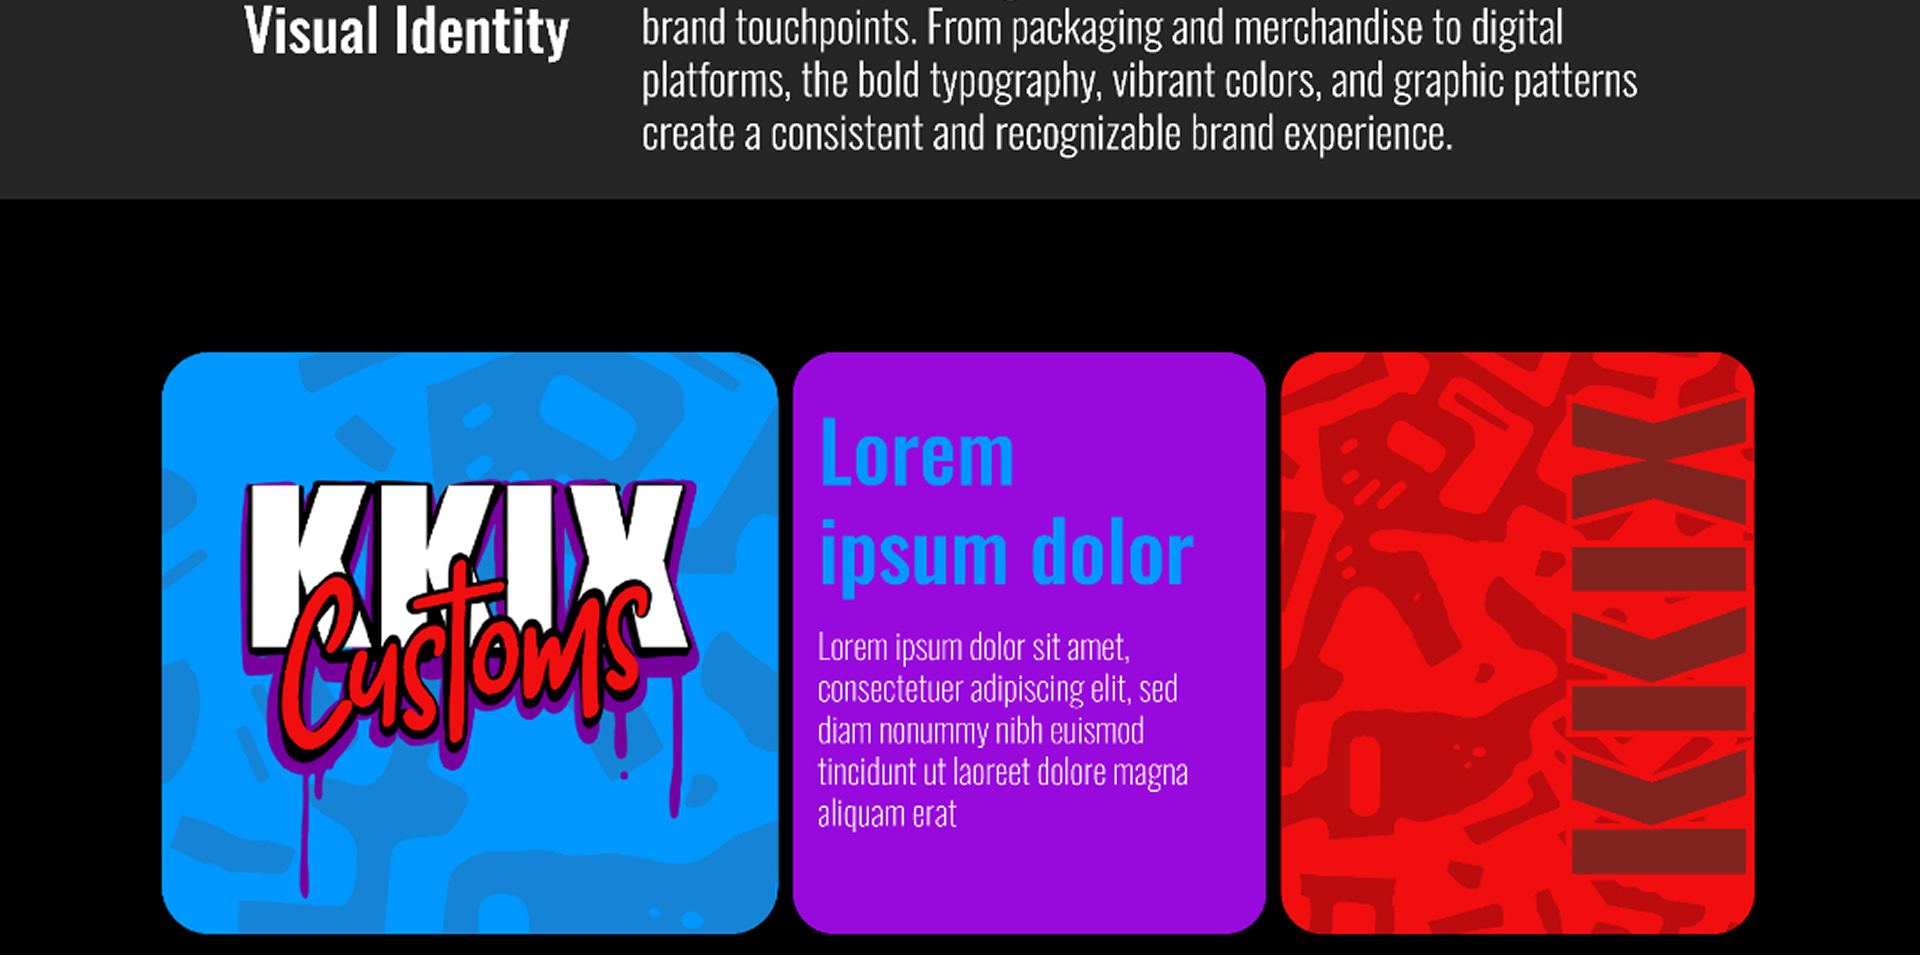 Visual Identity
brand touchpoints. From packaging and merchandise to digital
platforms, the bold typography, vibrant colors, and graphic patterns
create a consistent and recognizable brand experience.
KKIX
Customs
Lorem
ipsum dolor
Lorem ipsum dolor sit amet,
consectetuer adipiscing elit, sed
diam nonummy nibh euismod
tincidunt ut laoreet dolore magna
aliquam erat
KKIX